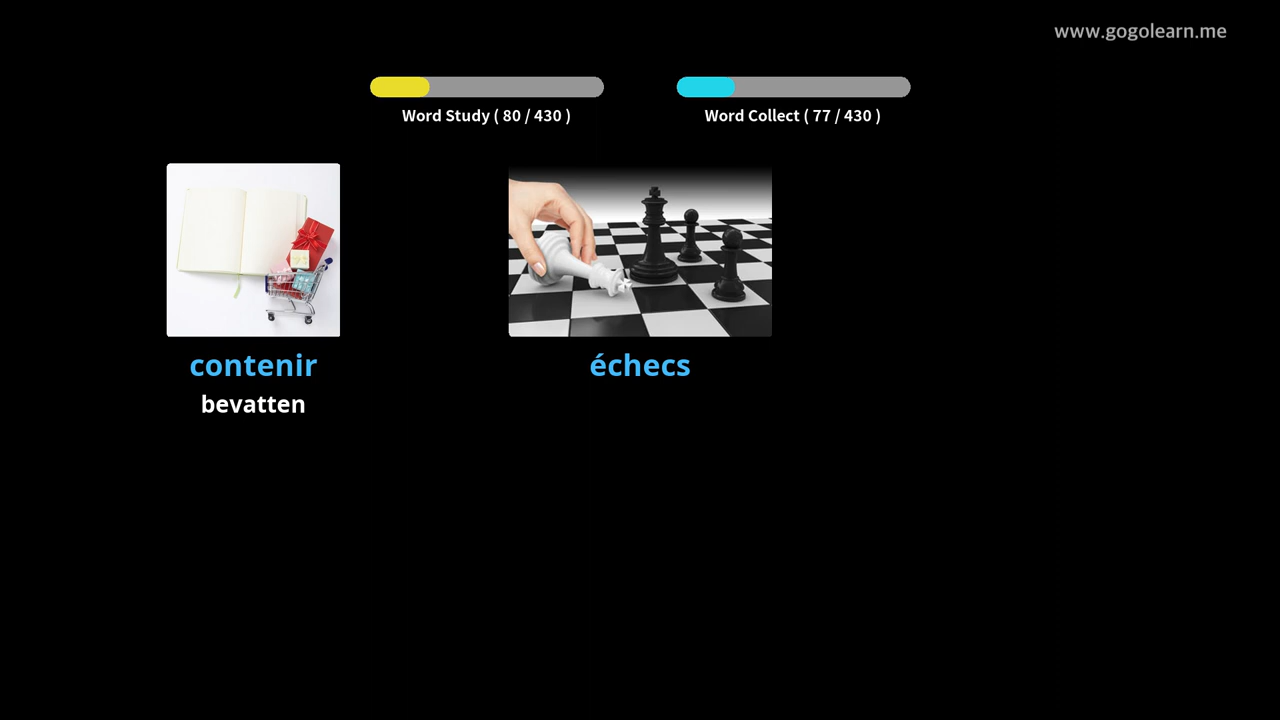 www.gogolearn.me
Word Study ( 80 / 430 )
Word Collect ( 77 / 430 )
contenir
bevatten
échecs